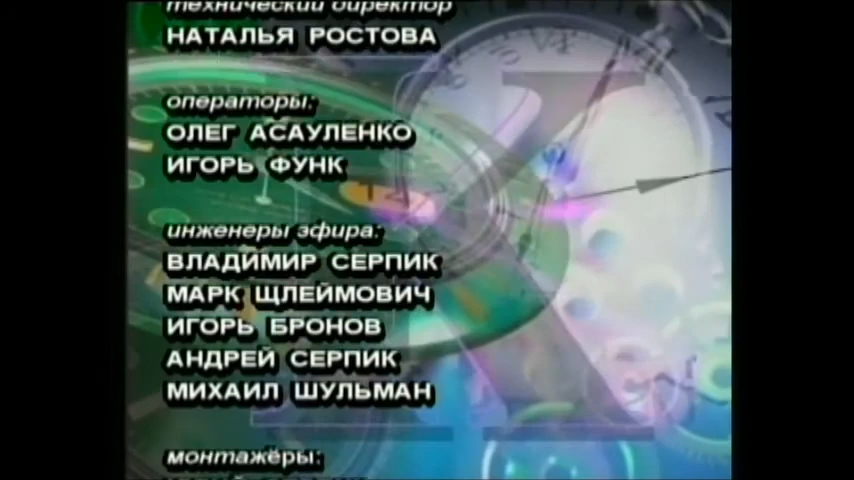 технический директор
НАТАЛЬЯ РОСТОВА
операторы:
ОЛЕГ АСАУЛЕНКО
ИГОРЬ ФУНК
инженеры эфира:
ВЛАДИМИР СЕРПИК
МАРК ЩЛЕЙМОВИЧ
ИГОРЬ БРОНОВ
АНДРЕЙ СЕРПИК
МИХАИЛ ШУЛЬМАН
монтажёры: